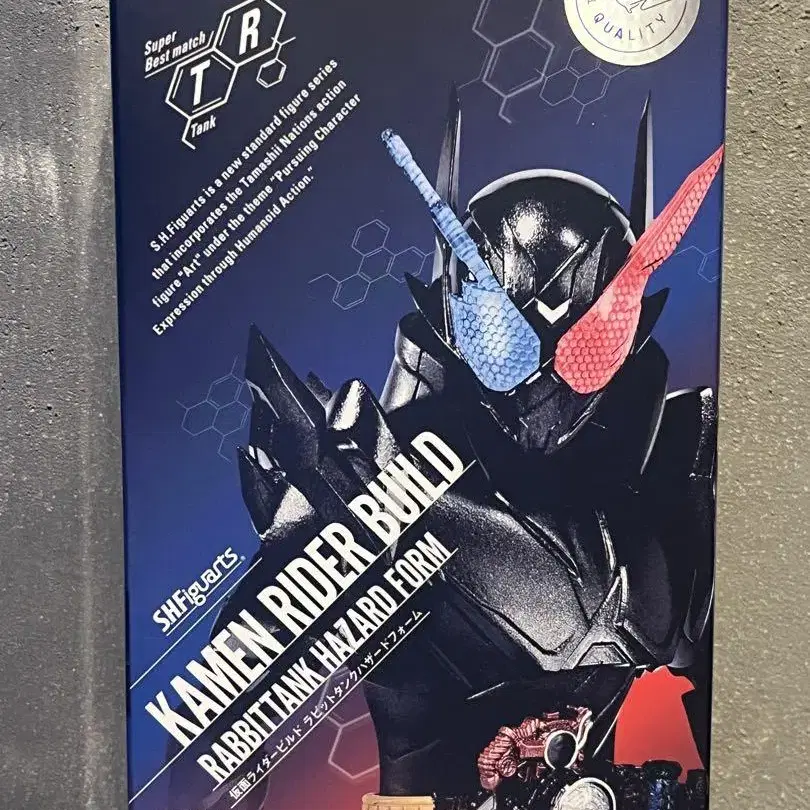 Super
Best match
R
T
Tank
QUALITY
S.H.Figuarts is a new standard figure series
that incorporates the Tamashii Nations action
figure "Art" under the theme "Pursuing Character
Expression through Humanoid Action."
S.H.Figuarts
KAMEN RIDER BUILD
RABBITTANK HAZARD FORM
仮面ライダービルド ラビットタンクハザードフォーム